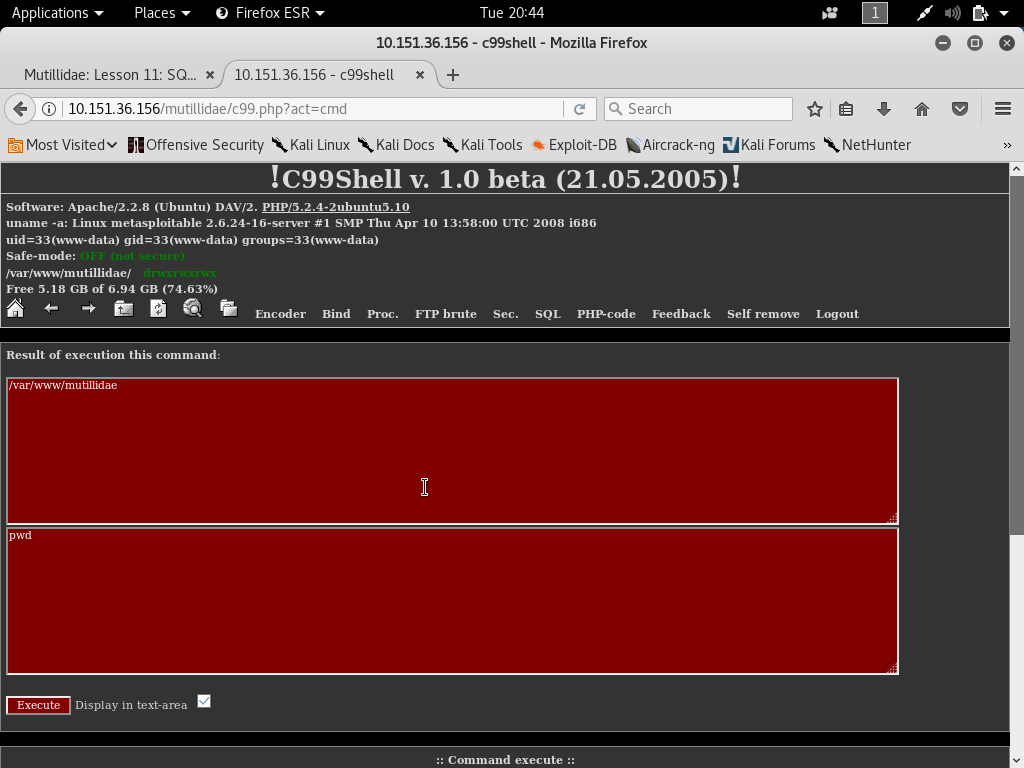 Applications Places Firefox ESR Tue 20:44 1
10.151.36.156 - c99shell - Mozilla Firefox
Mutillidae: Lesson 11: SQ... 10.151.36.156 - c99shell
10.151.36.156/mutillidae/c99.php?act=cmd Search
Most Visited Offensive Security Kali Linux Kali Docs Kali Tools Exploit-DB Aircrack-ng Kali Forums NetHunter »
!C99Shell v. 1.0 beta (21.05.2005)!
Software: Apache/2.2.8 (Ubuntu) DAV/2. PHP/5.2.4-2ubuntu5.10
uname -a: Linux metasploitable 2.6.24-16-server #1 SMP Thu Apr 10 13:58:00 UTC 2008 i686
uid=33(www-data) gid=33(www-data) groups=33(www-data)
Safe-mode: OFF (not secure)
/var/www/mutillidae/ drwxrwxrwx
Free 5.18 GB of 6.94 GB (74.63%)
Encoder Bind Proc. FTP brute Sec. SQL PHP-code Feedback Self remove Logout
Result of execution this command:
/var/www/mutillidae
pwd
Execute Display in text-area
:: Command execute ::